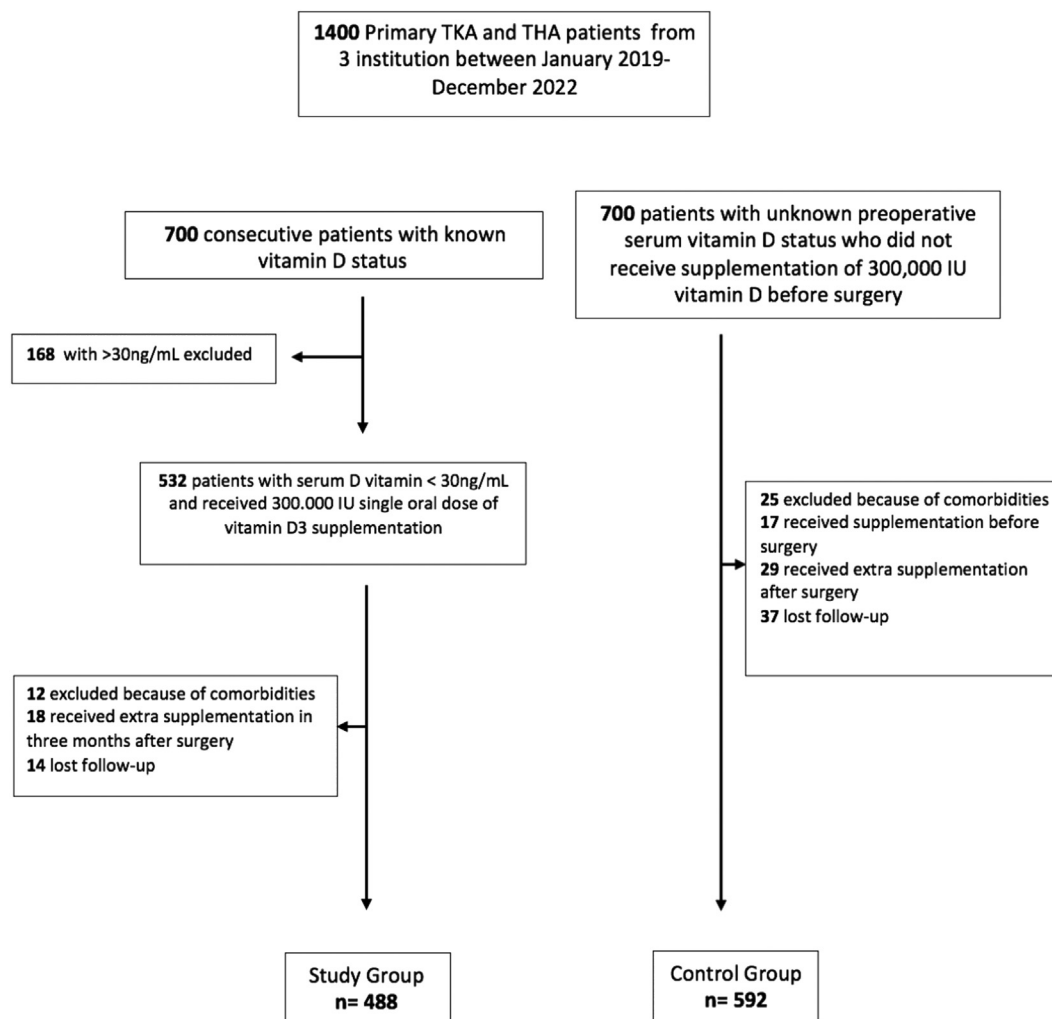 1400 Primary TKA and THA patients from
3 institution between January 2019-
December 2022
700 consecutive patients with known
vitamin D status
700 patients with unknown preoperative
serum vitamin D status who did not
receive supplementation of 300,000 IU
vitamin D before surgery
168 with >30ng/mL excluded
532 patients with serum D vitamin < 30ng/mL
and received 300.000 IU single oral dose of
vitamin D3 supplementation
25 excluded because of comorbidities
17 received supplementation before
surgery
29 received extra supplementation
after surgery
37 lost follow-up
12 excluded because of comorbidities
18 received extra supplementation in
three months after surgery
14 lost follow-up
Study Group
n= 488
Control Group
n= 592